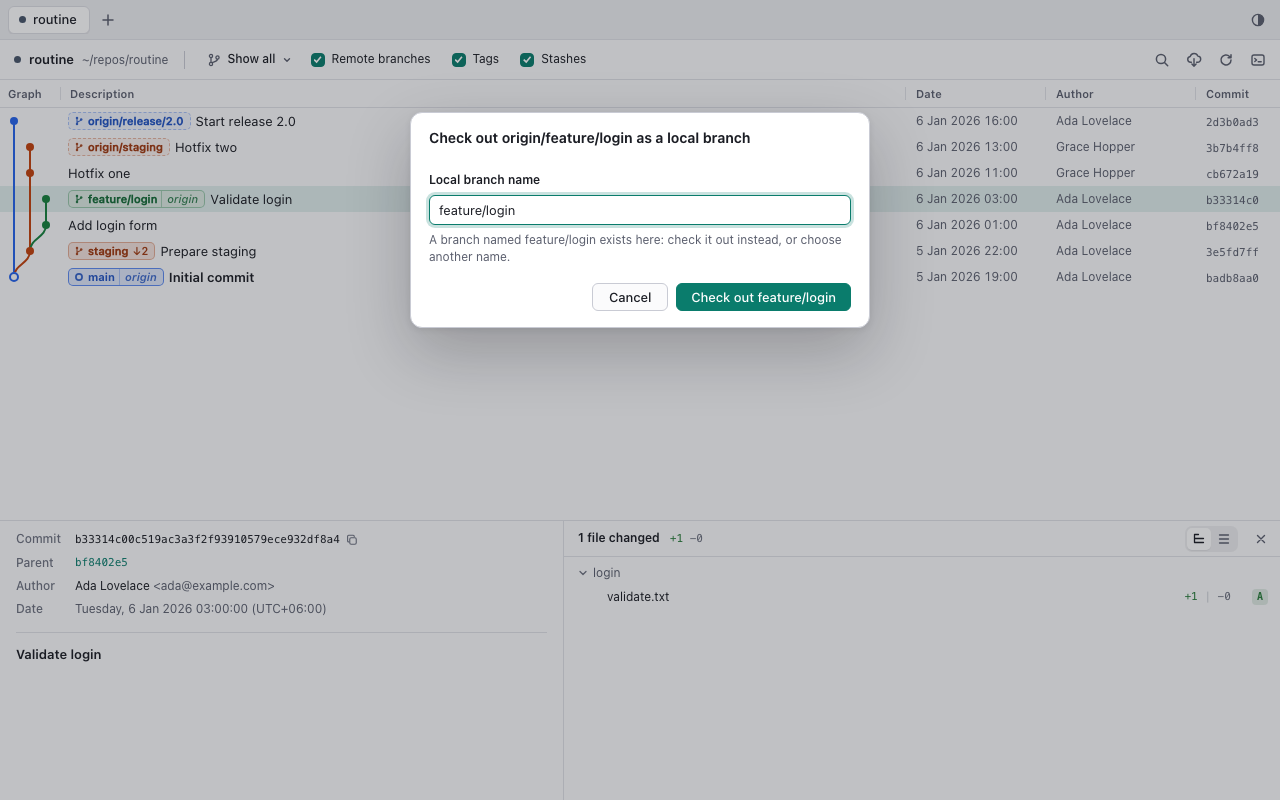 routine
routine ~/repos/routine Show all Remote branches Tags Stashes
Graph Description Date Author Commit
origin/release/2.0 Start release 2.0 6 Jan 2026 16:00 Ada Lovelace 2d3b0ad3
origin/staging Hotfix two 6 Jan 2026 13:00 Grace Hopper 3b7b4ff8
Hotfix one 6 Jan 2026 11:00 Grace Hopper cb672a19
feature/login origin Validate login 6 Jan 2026 03:00 Ada Lovelace b33314c0
Add login form 6 Jan 2026 01:00 Ada Lovelace bf8402e5
staging ↓2 Prepare staging 5 Jan 2026 22:00 Ada Lovelace 3e5fd7ff
main origin Initial commit 5 Jan 2026 19:00 Ada Lovelace badb8aa0
Check out origin/feature/login as a local branch
Local branch name
feature/login
A branch named feature/login exists here: check it out instead, or choose
another name.
Cancel Check out feature/login
Commit b33314c00c519ac3a3f2f93910579ece932df8a4
Parent bf8402e5
Author Ada Lovelace <ada@example.com>
Date Tuesday, 6 Jan 2026 03:00:00 (UTC+06:00)
Validate login
1 file changed +1 −0
login
validate.txt +1 | −0 A